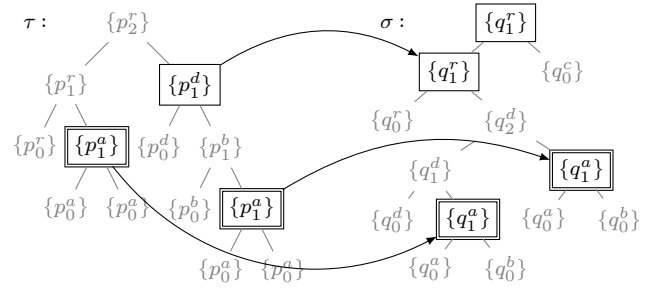 τ : {p_2^r} σ : {q_1^r}
{p_1^r} {p_1^d} {q_1^r} {q_0^c}
{p_0^r} {p_1^a} {p_0^d} {p_1^b} {q_0^r} {q_2^d}
{q_1^d} {q_1^a}
{p_0^a} {p_0^a} {p_0^b} {p_1^a} {q_0^d} {q_1^a} {q_0^a} {q_0^b}
{p_0^a} {p_0^a} {q_0^a} {q_0^b}